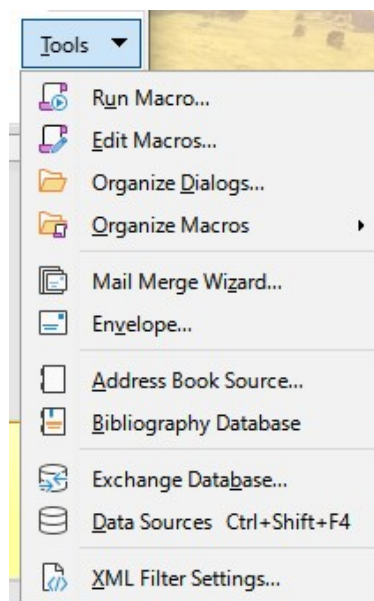 Tools
Run Macro...
Edit Macros...
Organize Dialogs...
Organize Macros
Mail Merge Wizard...
Envelope...
Address Book Source...
Bibliography Database
Exchange Database...
Data Sources Ctrl+Shift+F4
XML Filter Settings...